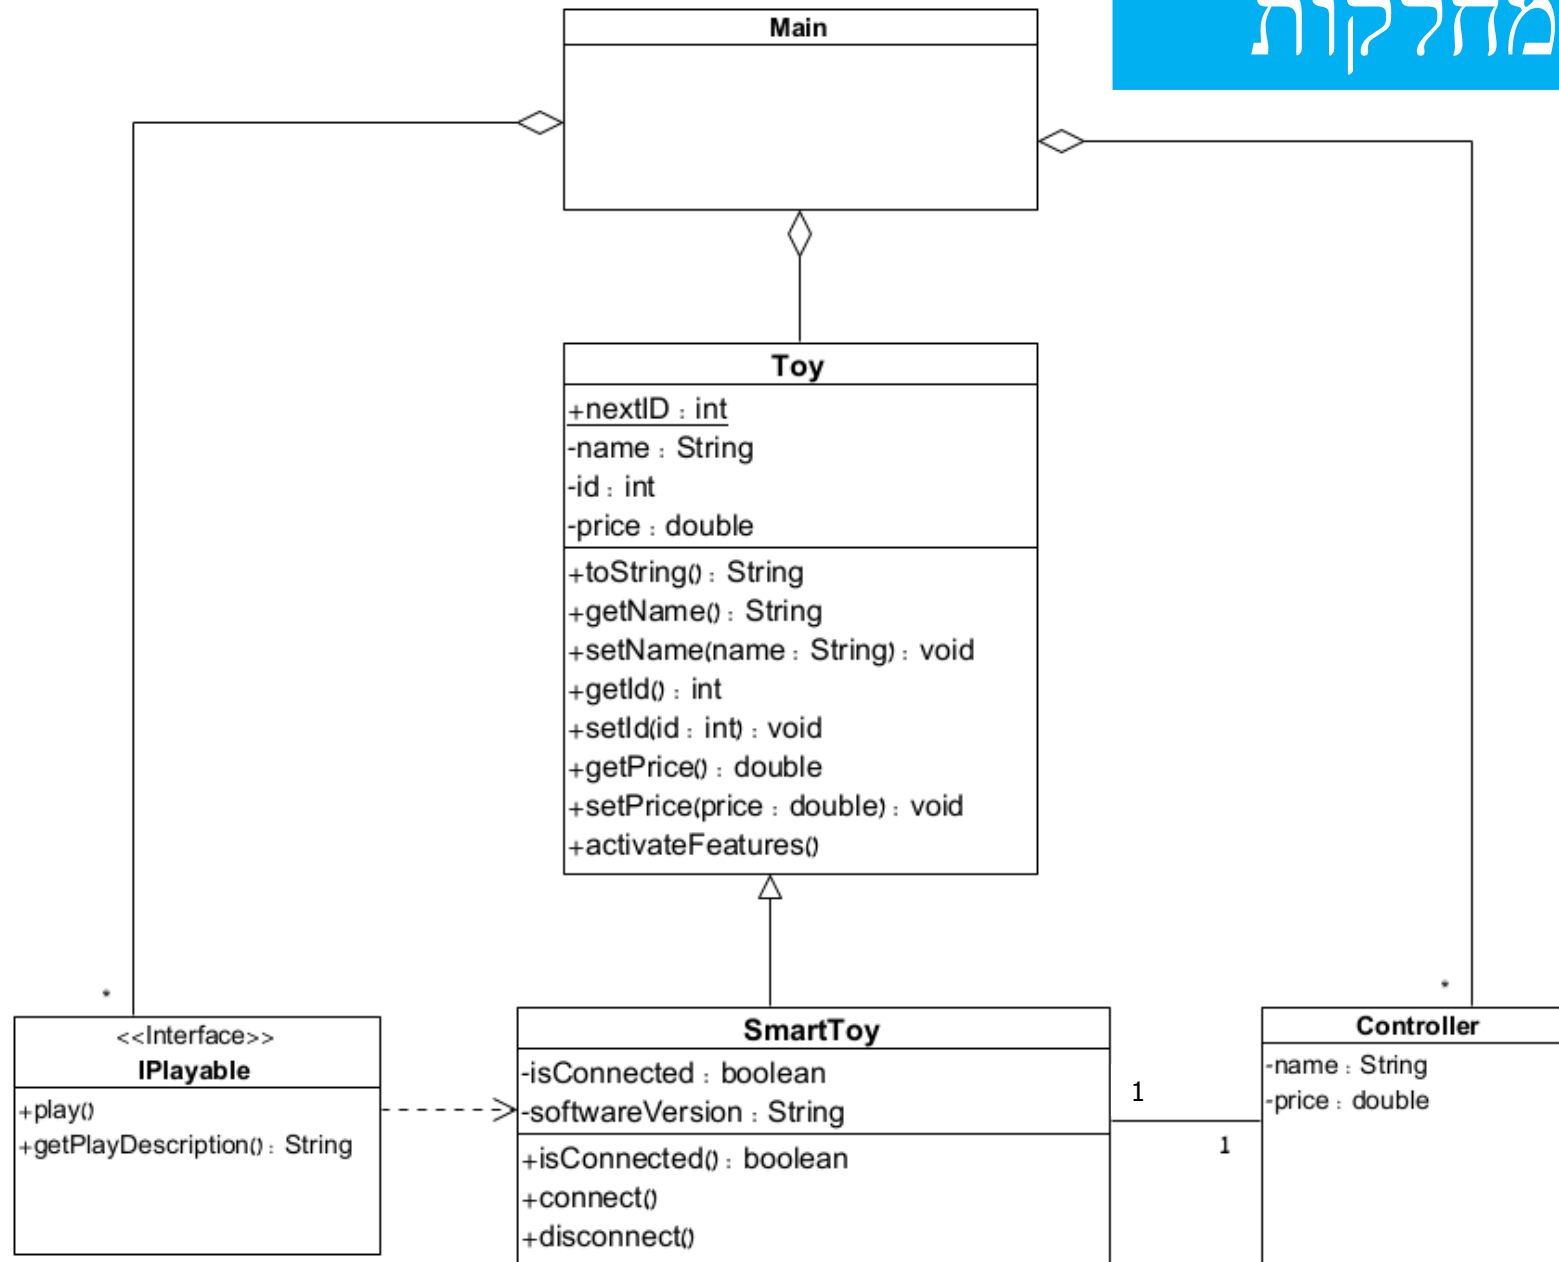 מחלקות
Main
Toy
+nextID : int
-name : String
-id : int
-price : double
+toString() : String
+getName() : String
+setName(name : String) : void
+getId() : int
+setId(id : int) : void
+getPrice() : double
+setPrice(price : double) : void
+activateFeatures()
*
<<Interface>>
IPlayable
+play()
+getPlayDescription() : String
SmartToy
-isConnected : boolean
-softwareVersion : String
+isConnected() : boolean
+connect()
+disconnect()
1
1
*
Controller
-name : String
-price : double